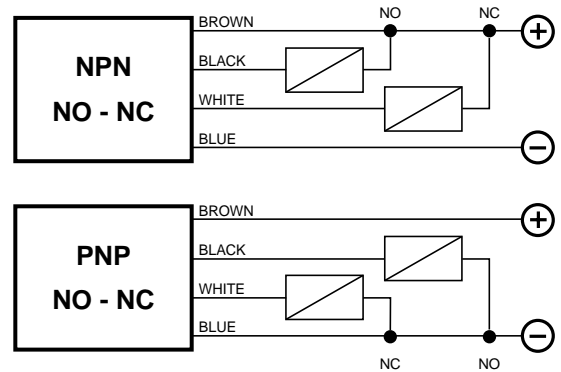 NO NC
BROWN
+
NPN
NO - NC
BLACK
WHITE
BLUE
−
BROWN
+
PNP
NO - NC
BLACK
WHITE
BLUE
−
NC NO